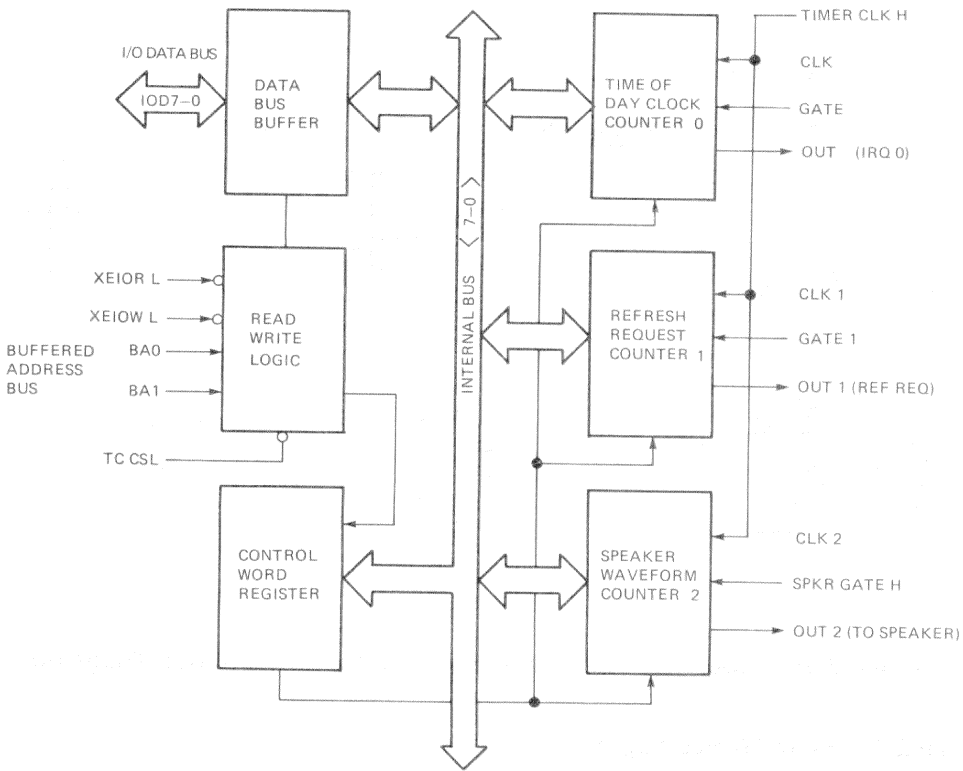 I/O DATA BUS
IOD7-0
DATA
BUS
BUFFER
XEIOR L
XEIOW L
BUFFERED
ADDRESS
BUS
BA0
BA1
READ
WRITE
LOGIC
TC CSL
CONTROL
WORD
REGISTER
INTERNAL BUS <7-0>
TIME OF
DAY CLOCK
COUNTER 0
TIMER CLK H
CLK
GATE
OUT (IRQ 0)
REFRESH
REQUEST
COUNTER 1
CLK 1
GATE 1
OUT 1 (REF REQ)
SPEAKER
WAVEFORM
COUNTER 2
CLK 2
SPKR GATE H
OUT 2 (TO SPEAKER)